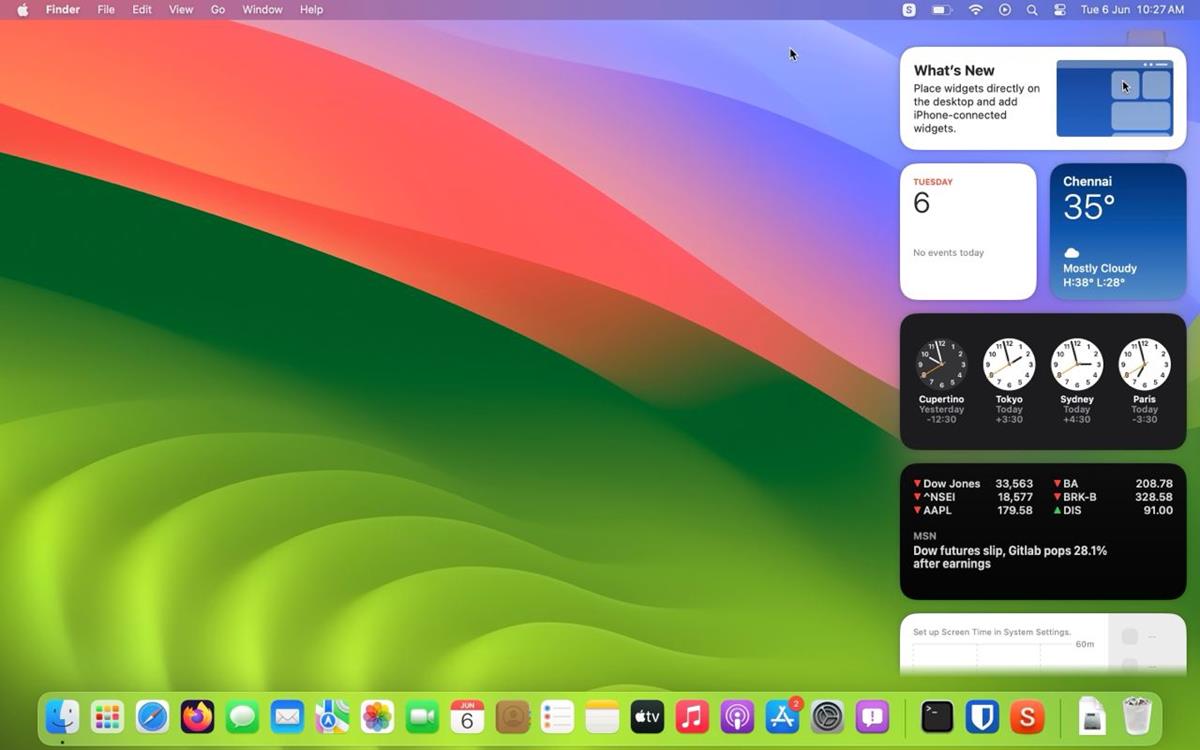 Finder File Edit View Go Window Help
S
Tue 6 Jun 10:27 AM
What's New
Place widgets directly on
the desktop and add
iPhone-connected
widgets.
TUESDAY
6
No events today
Chennai
35°
Mostly Cloudy
H:38° L:28°
Cupertino
Yesterday
-12:30
Tokyo
Today
+3:30
Sydney
Today
+4:30
Paris
Today
-3:30
Dow Jones 33,563
^NSEI 18,577
AAPL 179.58
BA 208.78
BRK-B 328.58
DIS 91.00
MSN
Dow futures slip, Gitlab pops 28.1%
after earnings
Set up Screen Time in System Settings.
60m
JUN
6
tv
2
S